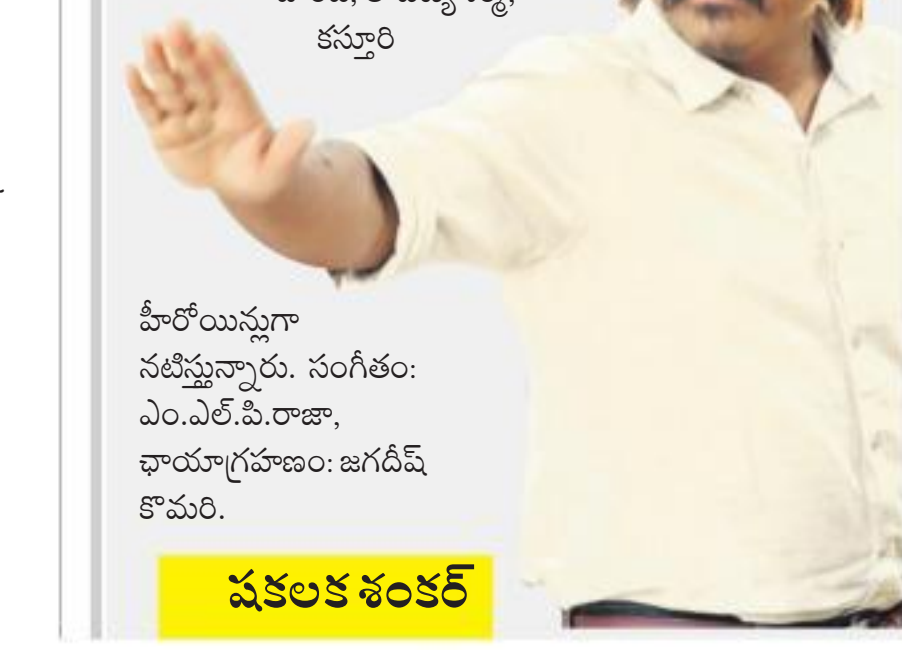 కస్తూరి
హీరోయిన్లుగా
నటిస్తున్నారు. సంగీతం:
ఎం.ఎల్.పి.రాజా,
ఛాయాగ్రహణం: జగదీష్
కొమరి.
షకలక శంకర్